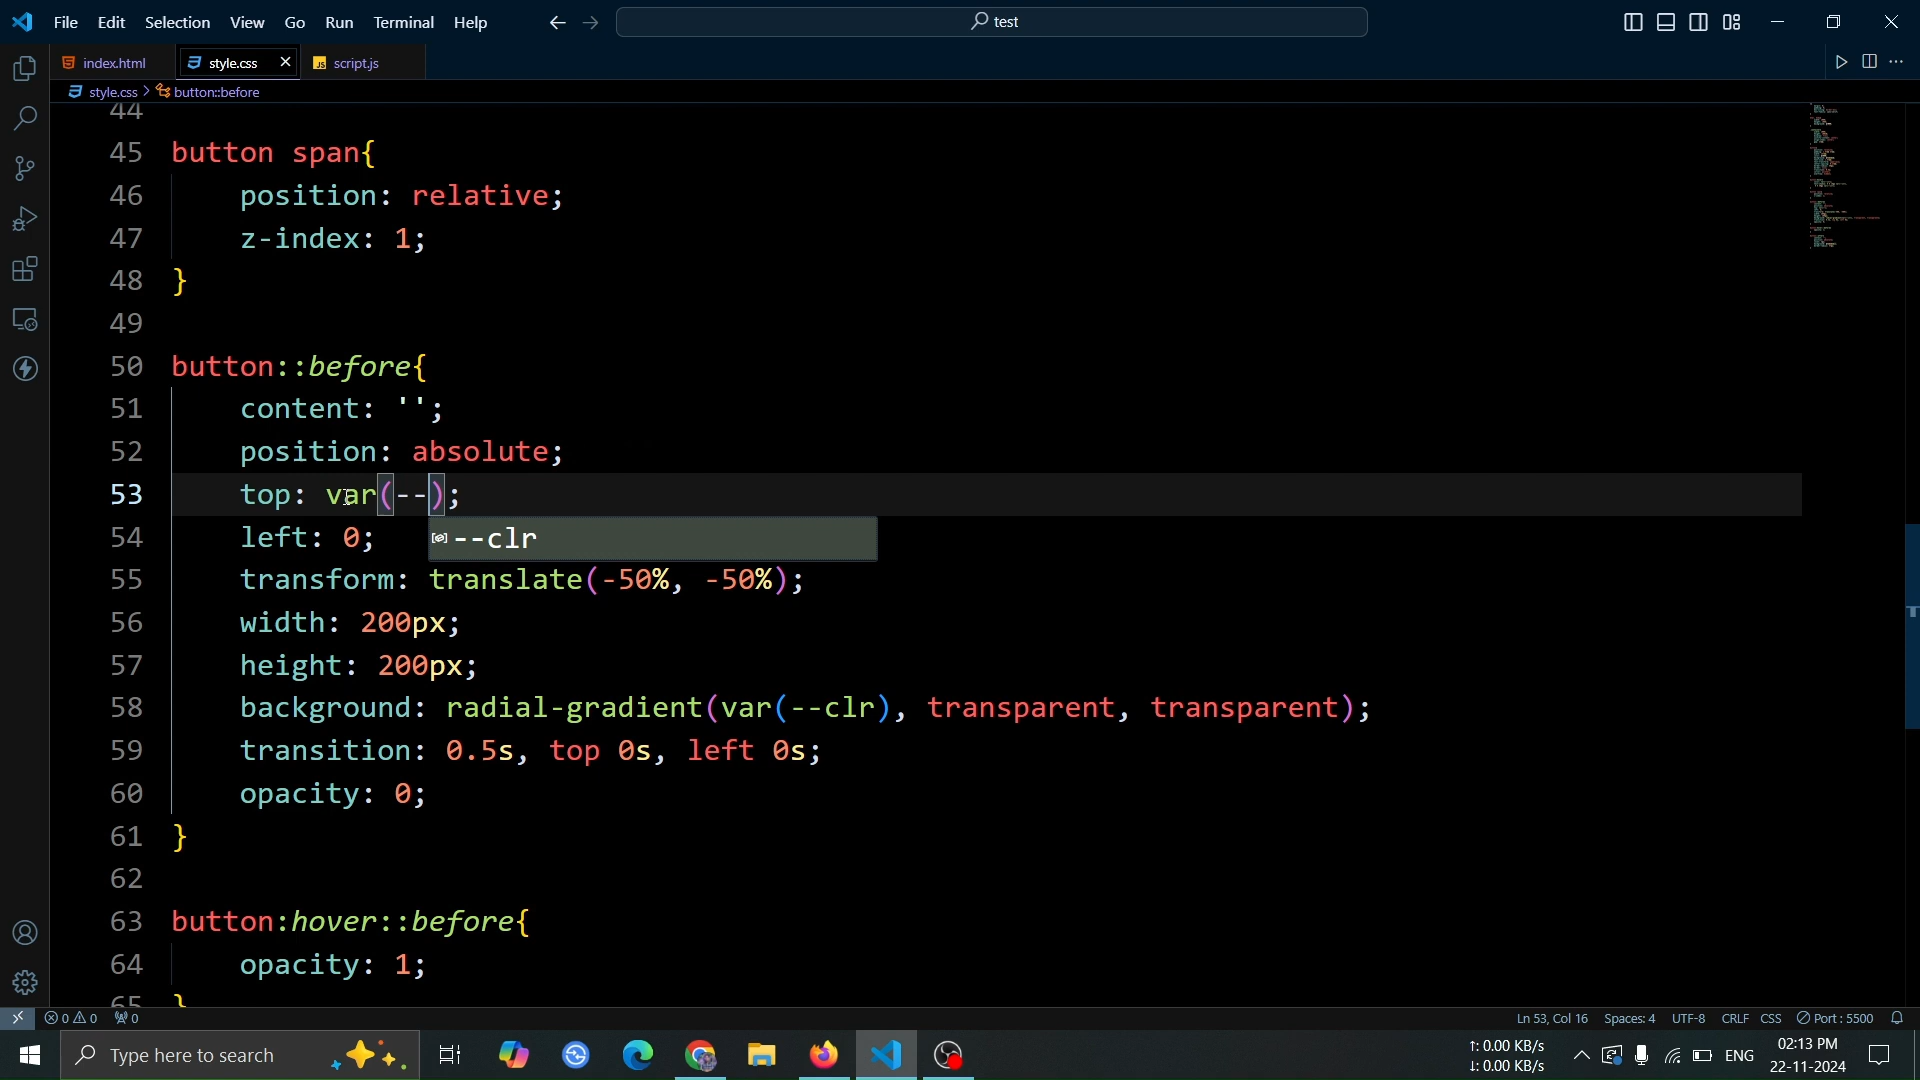 File Edit Selection View Go Run Terminal Help test
index.html style.css script.js
style.css > button::before
44
45 button span{
46 position: relative;
47 z-index: 1;
48 }
49
50 button::before{
51 content: '';
52 position: absolute;
53 top: var(--);
54 left: 0; --clr
55 transform: translate(-50%, -50%);
56 width: 200px;
57 height: 200px;
58 background: radial-gradient(var(--clr), transparent, transparent);
59 transition: 0.5s, top 0s, left 0s;
60 opacity: 0;
61 }
62
63 button:hover::before{
64 opacity: 1;
65 }
0 0 0 Ln 53, Col 16 Spaces: 4 UTF-8 CRLF CSS Port : 5500
Type here to search ↑: 0.00 KB/s ENG 02:13 PM
↓: 0.00 KB/s 22-11-2024